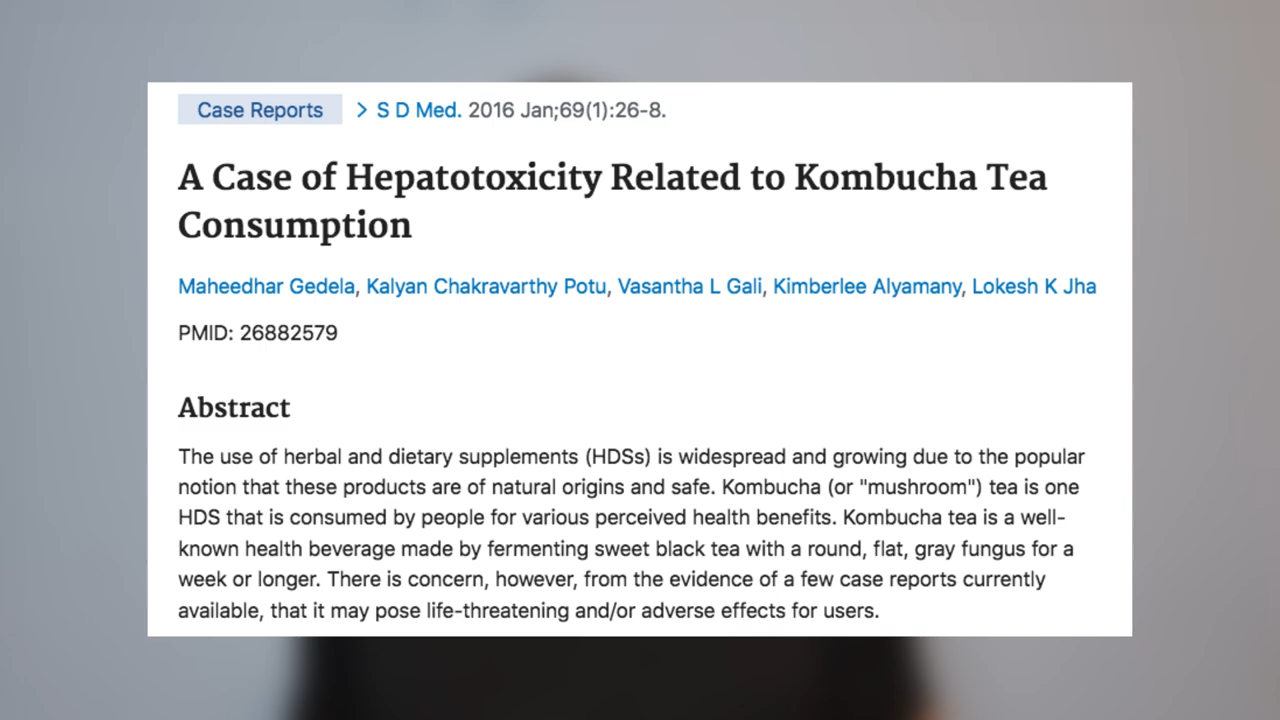 Case Reports > S D Med. 2016 Jan;69(1):26-8.
A Case of Hepatotoxicity Related to Kombucha Tea
Consumption
Maheedhar Gedela, Kalyan Chakravarthy Potu, Vasantha L Gali, Kimberlee Alyamany, Lokesh K Jha
PMID: 26882579
Abstract
The use of herbal and dietary supplements (HDSs) is widespread and growing due to the popular
notion that these products are of natural origins and safe. Kombucha (or "mushroom") tea is one
HDS that is consumed by people for various perceived health benefits. Kombucha tea is a well-
known health beverage made by fermenting sweet black tea with a round, flat, gray fungus for a
week or longer. There is concern, however, from the evidence of a few case reports currently
available, that it may pose life-threatening and/or adverse effects for users.